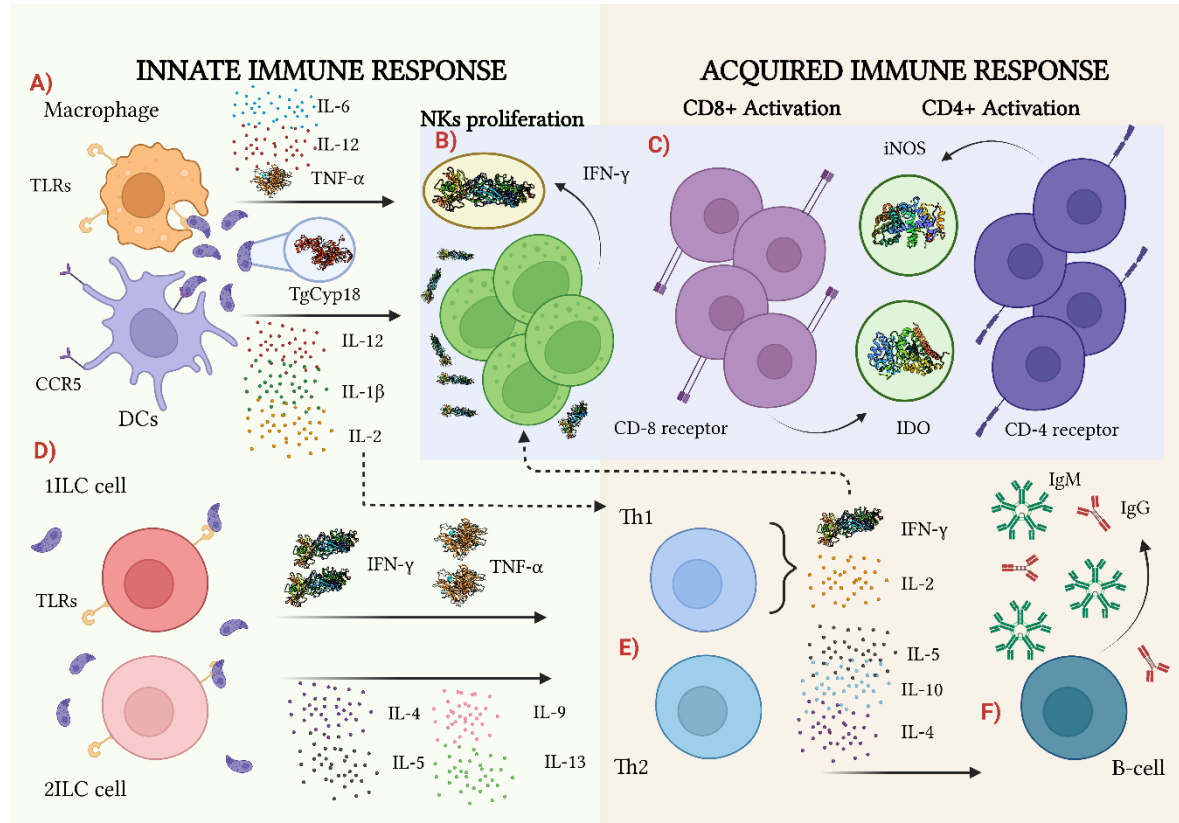 INNATE IMMUNE RESPONSE
ACQUIRED IMMUNE RESPONSE
A)
Macrophage
IL-6
IL-12
TNF-α
TLRs
TgCyp18
CCR5
DCs
IL-12
IL-1β
IL-2
NKs proliferation
B)
IFN-γ
CD8+ Activation
CD4+ Activation
C)
iNOS
CD-8 receptor
IDO
CD-4 receptor
D)
1ILC cell
TLRs
IFN-γ
TNF-α
IL-4
IL-9
IL-5
IL-13
2ILC cell
Th1
IFN-γ
IL-2
E)
IL-5
IL-10
IL-4
Th2
IgM
IgG
F)
B-cell